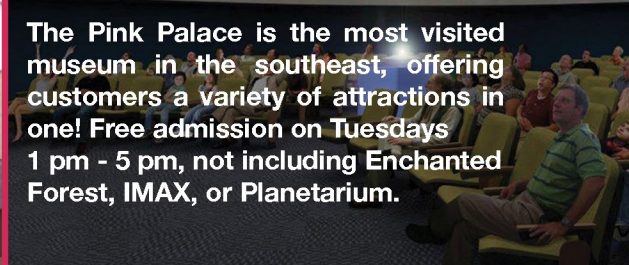 The Pink Palace is the most visited
museum in the southeast, offering
customers a variety of attractions in
one! Free admission on Tuesdays
1 pm - 5 pm, not including Enchanted
Forest, IMAX, or Planetarium.